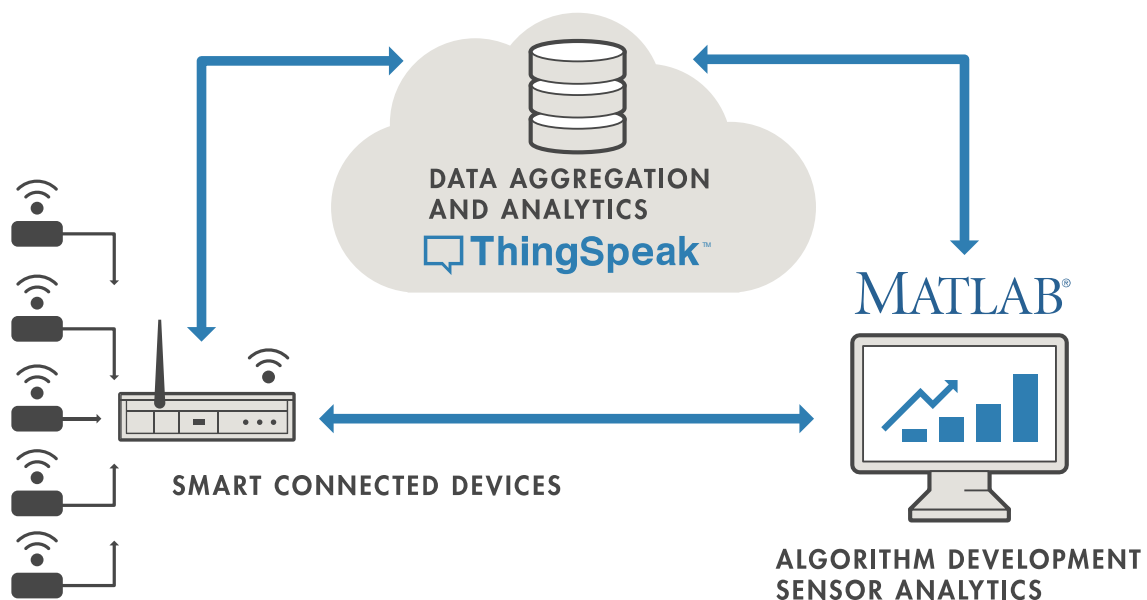 DATA AGGREGATION
AND ANALYTICS
ThingSpeak™
MATLAB®
SMART CONNECTED DEVICES
ALGORITHM DEVELOPMENT
SENSOR ANALYTICS